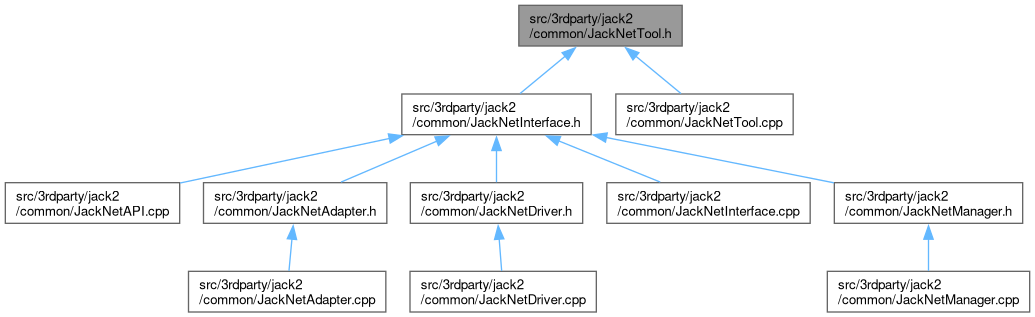 src/3rdparty/jack2
/common/JackNetTool.h
src/3rdparty/jack2
/common/JackNetInterface.h
src/3rdparty/jack2
/common/JackNetTool.cpp
src/3rdparty/jack2
/common/JackNetAPI.cpp
src/3rdparty/jack2
/common/JackNetAdapter.h
src/3rdparty/jack2
/common/JackNetDriver.h
src/3rdparty/jack2
/common/JackNetInterface.cpp
src/3rdparty/jack2
/common/JackNetManager.h
src/3rdparty/jack2
/common/JackNetAdapter.cpp
src/3rdparty/jack2
/common/JackNetDriver.cpp
src/3rdparty/jack2
/common/JackNetManager.cpp